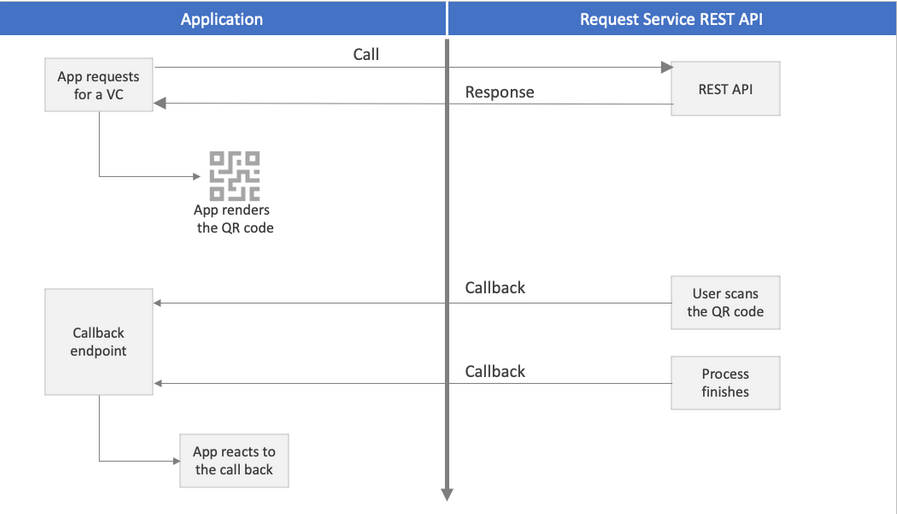 Application
Request Service REST API
Call
App requests
for a VC
REST API
Response
App renders
the QR code
Callback
User scans
the QR code
Callback
endpoint
Callback
Process
finishes
App reacts to
the call back